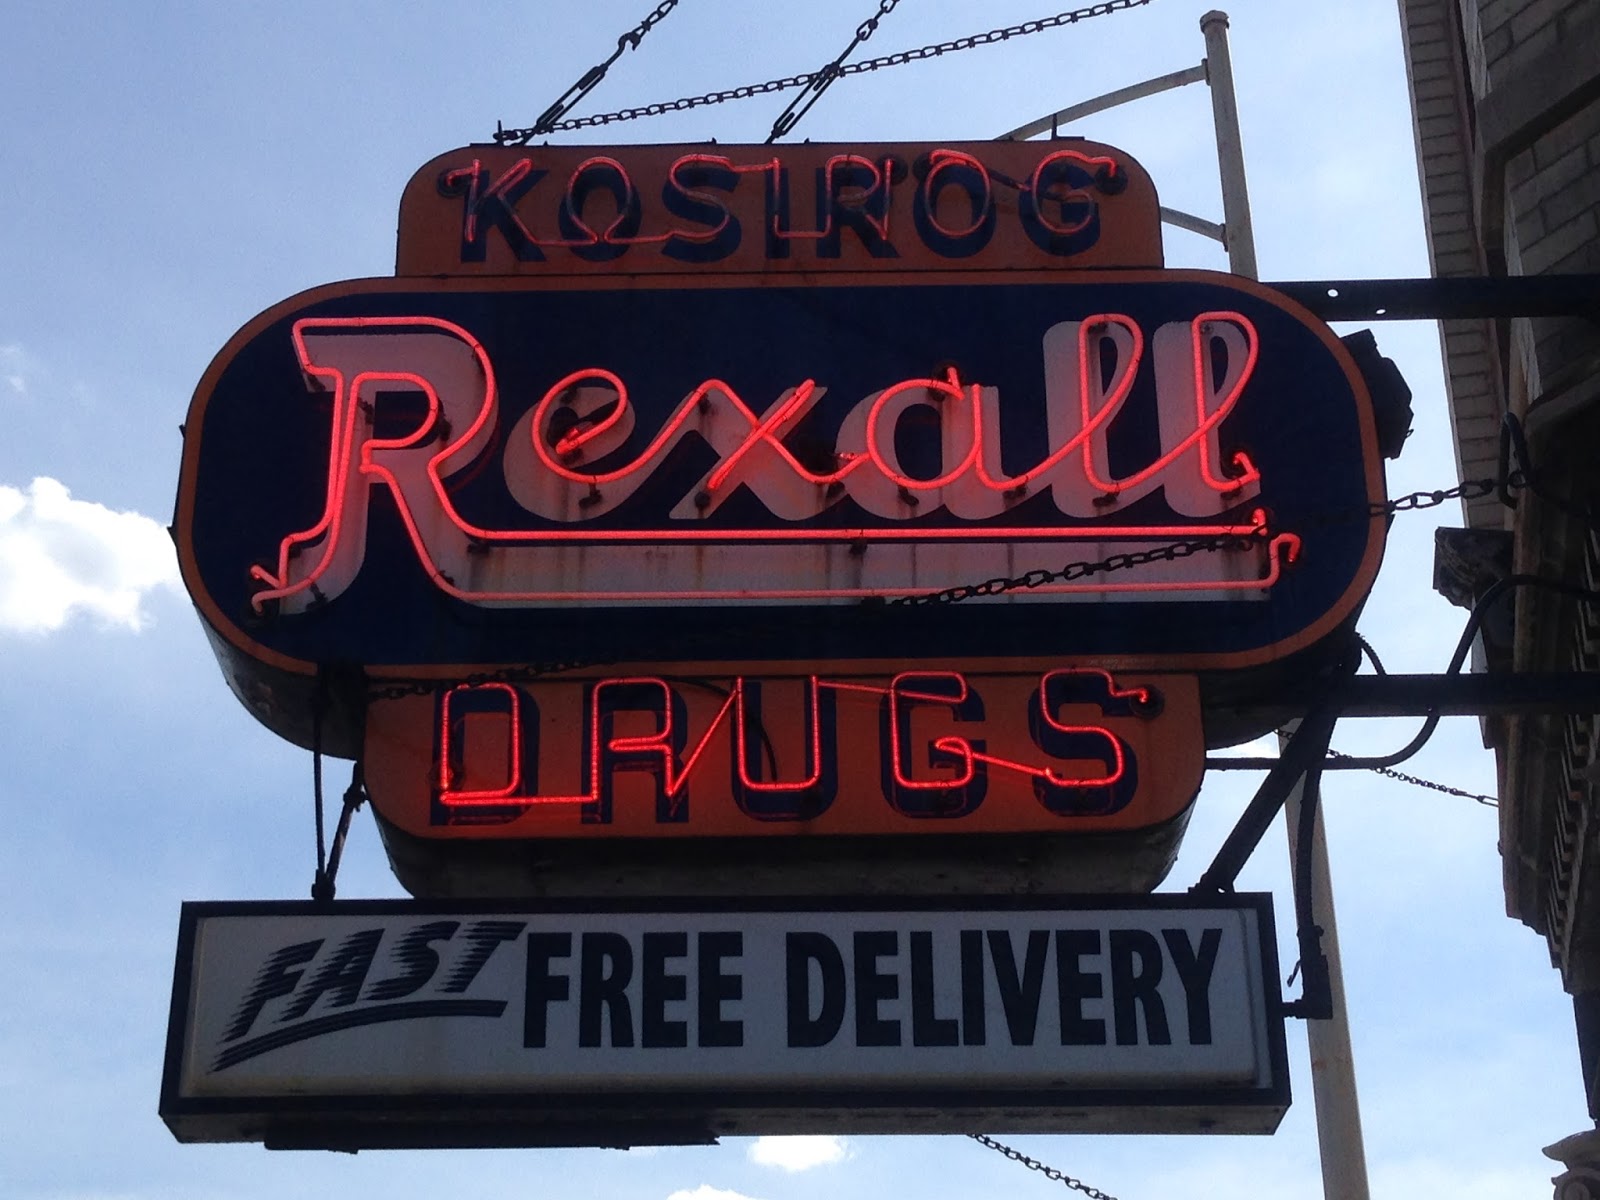 KOSIROG
Rexall
DRUGS
FAST FREE DELIVERY